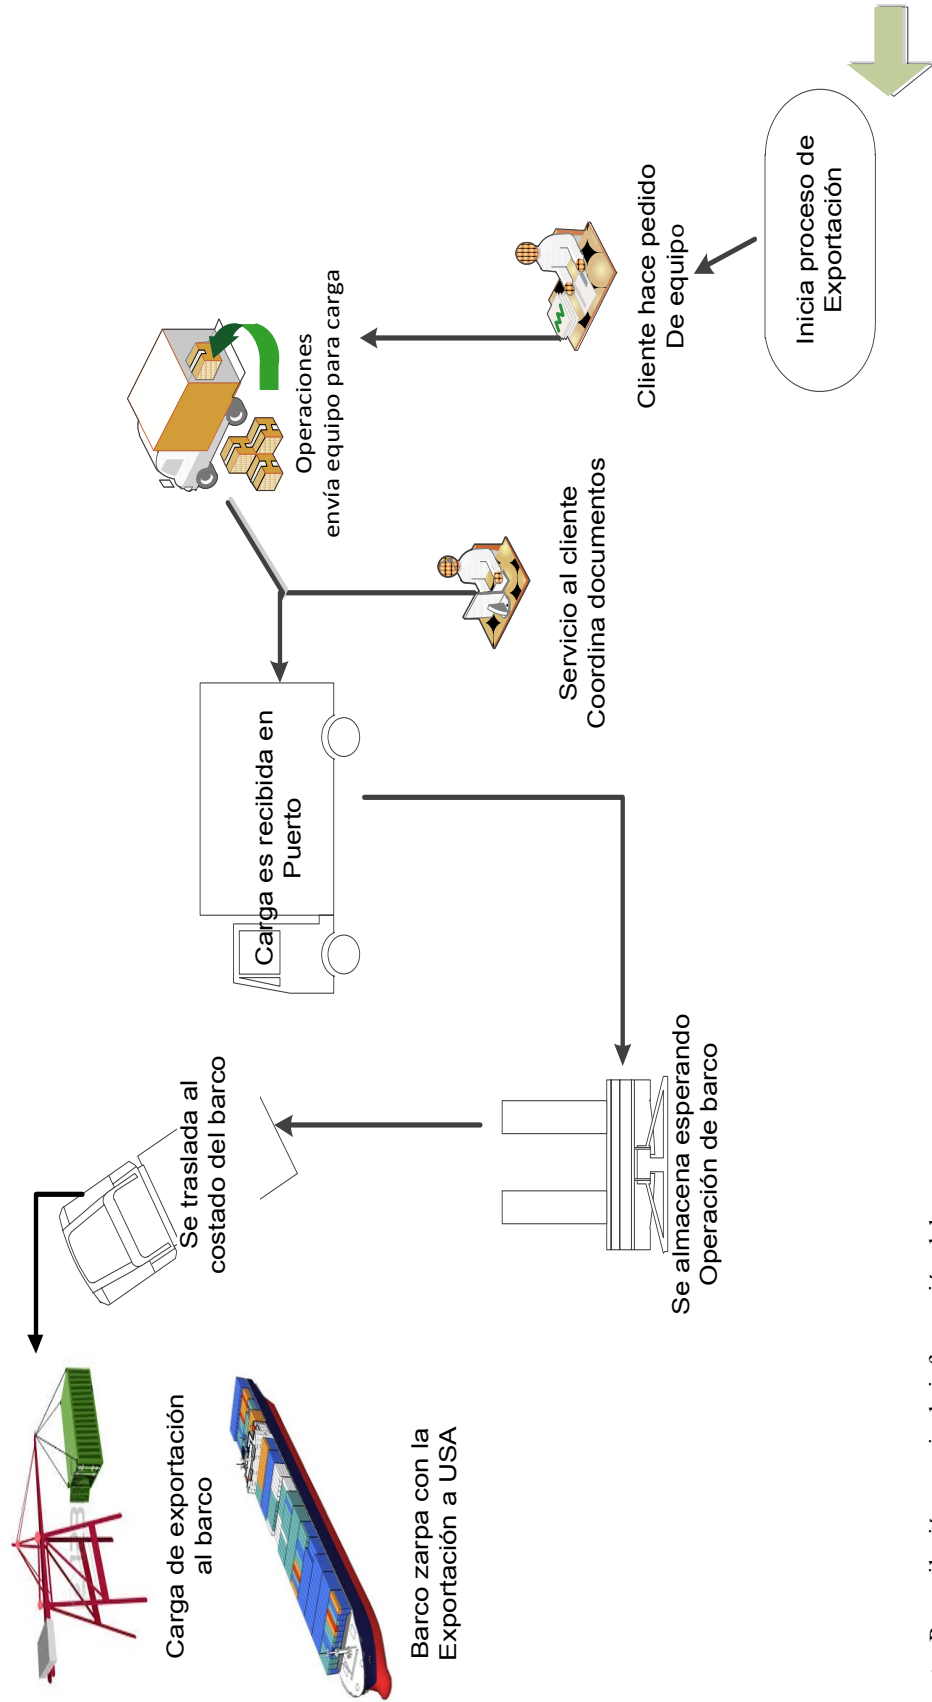 Inicia proceso de
Exportación
Cliente hace pedido
De equipo
Operaciones
envía equipo para carga
Servicio al cliente
Coordina documentos
Carga es recibida en
Puerto
Se almacena esperando
Operación de barco
Se traslada al
costado del barco
Carga de exportación
al barco
Barco zarpa con la
Exportación a USA